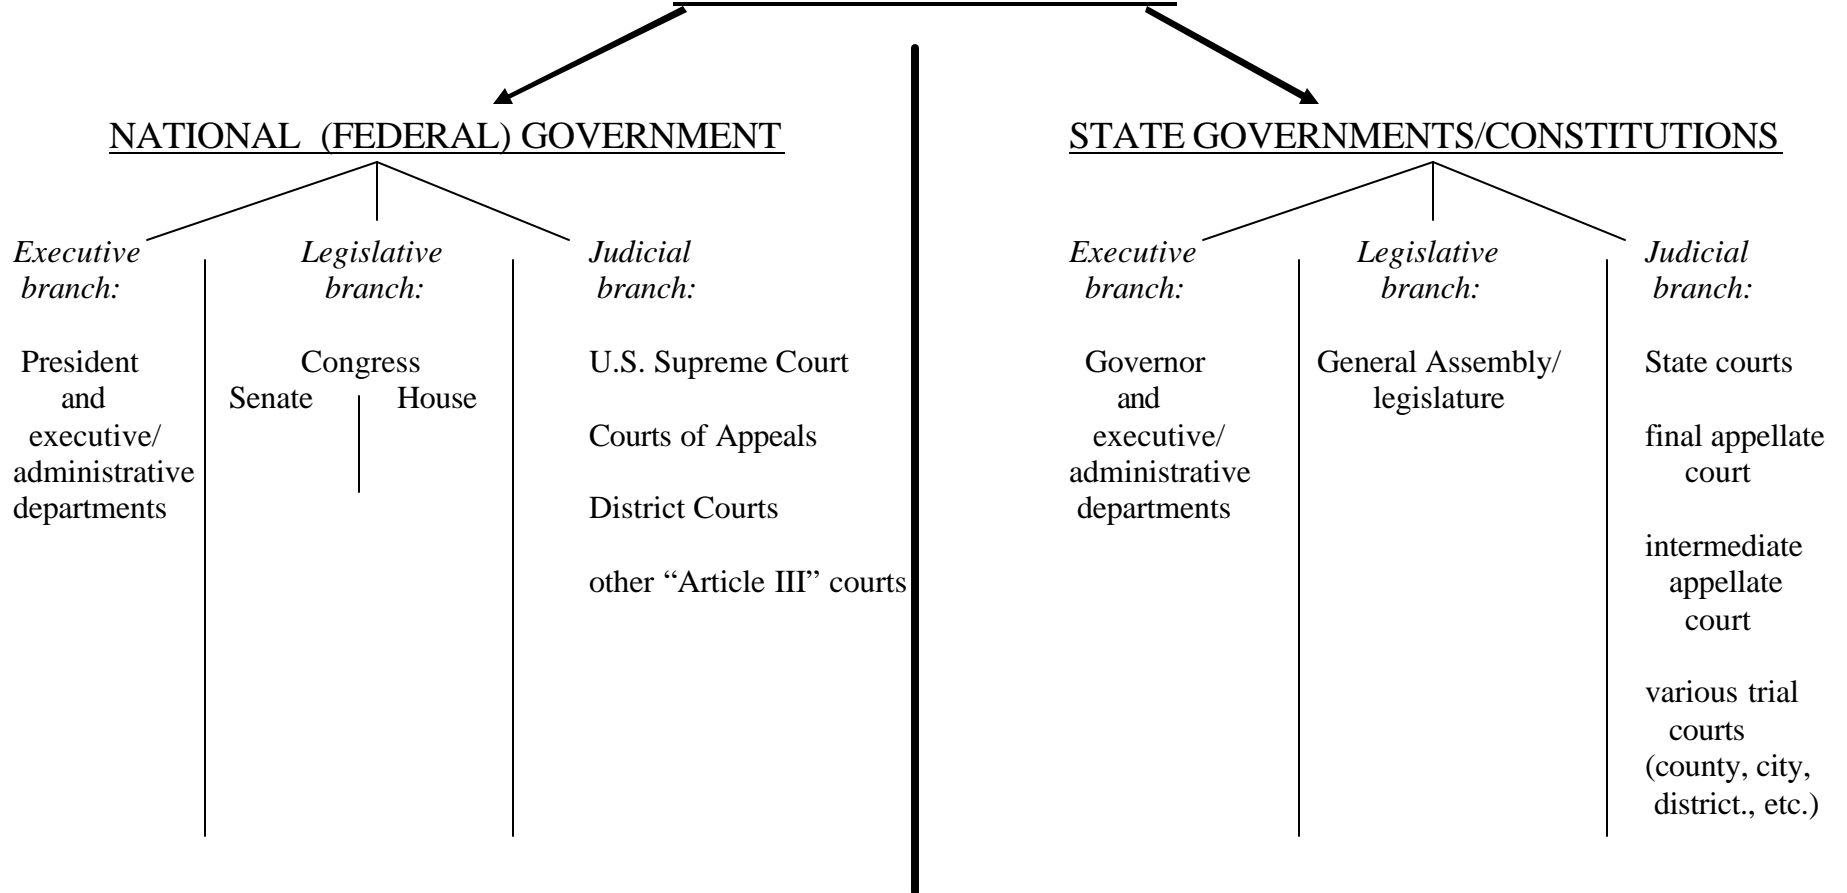 NATIONAL (FEDERAL) GOVERNMENT
Executive
branch:
President
and
executive/
administrative
departments
Legislative
branch:
Congress
Senate House
Judicial
branch:
U.S. Supreme Court
Courts of Appeals
District Courts
other “Article III” courts
STATE GOVERNMENTS/CONSTITUTIONS
Executive
branch:
Governor
and
executive/
administrative
departments
Legislative
branch:
General Assembly/
legislature
Judicial
branch:
State courts
final appellate
court
intermediate
appellate
court
various trial
courts
(county, city,
district., etc.)